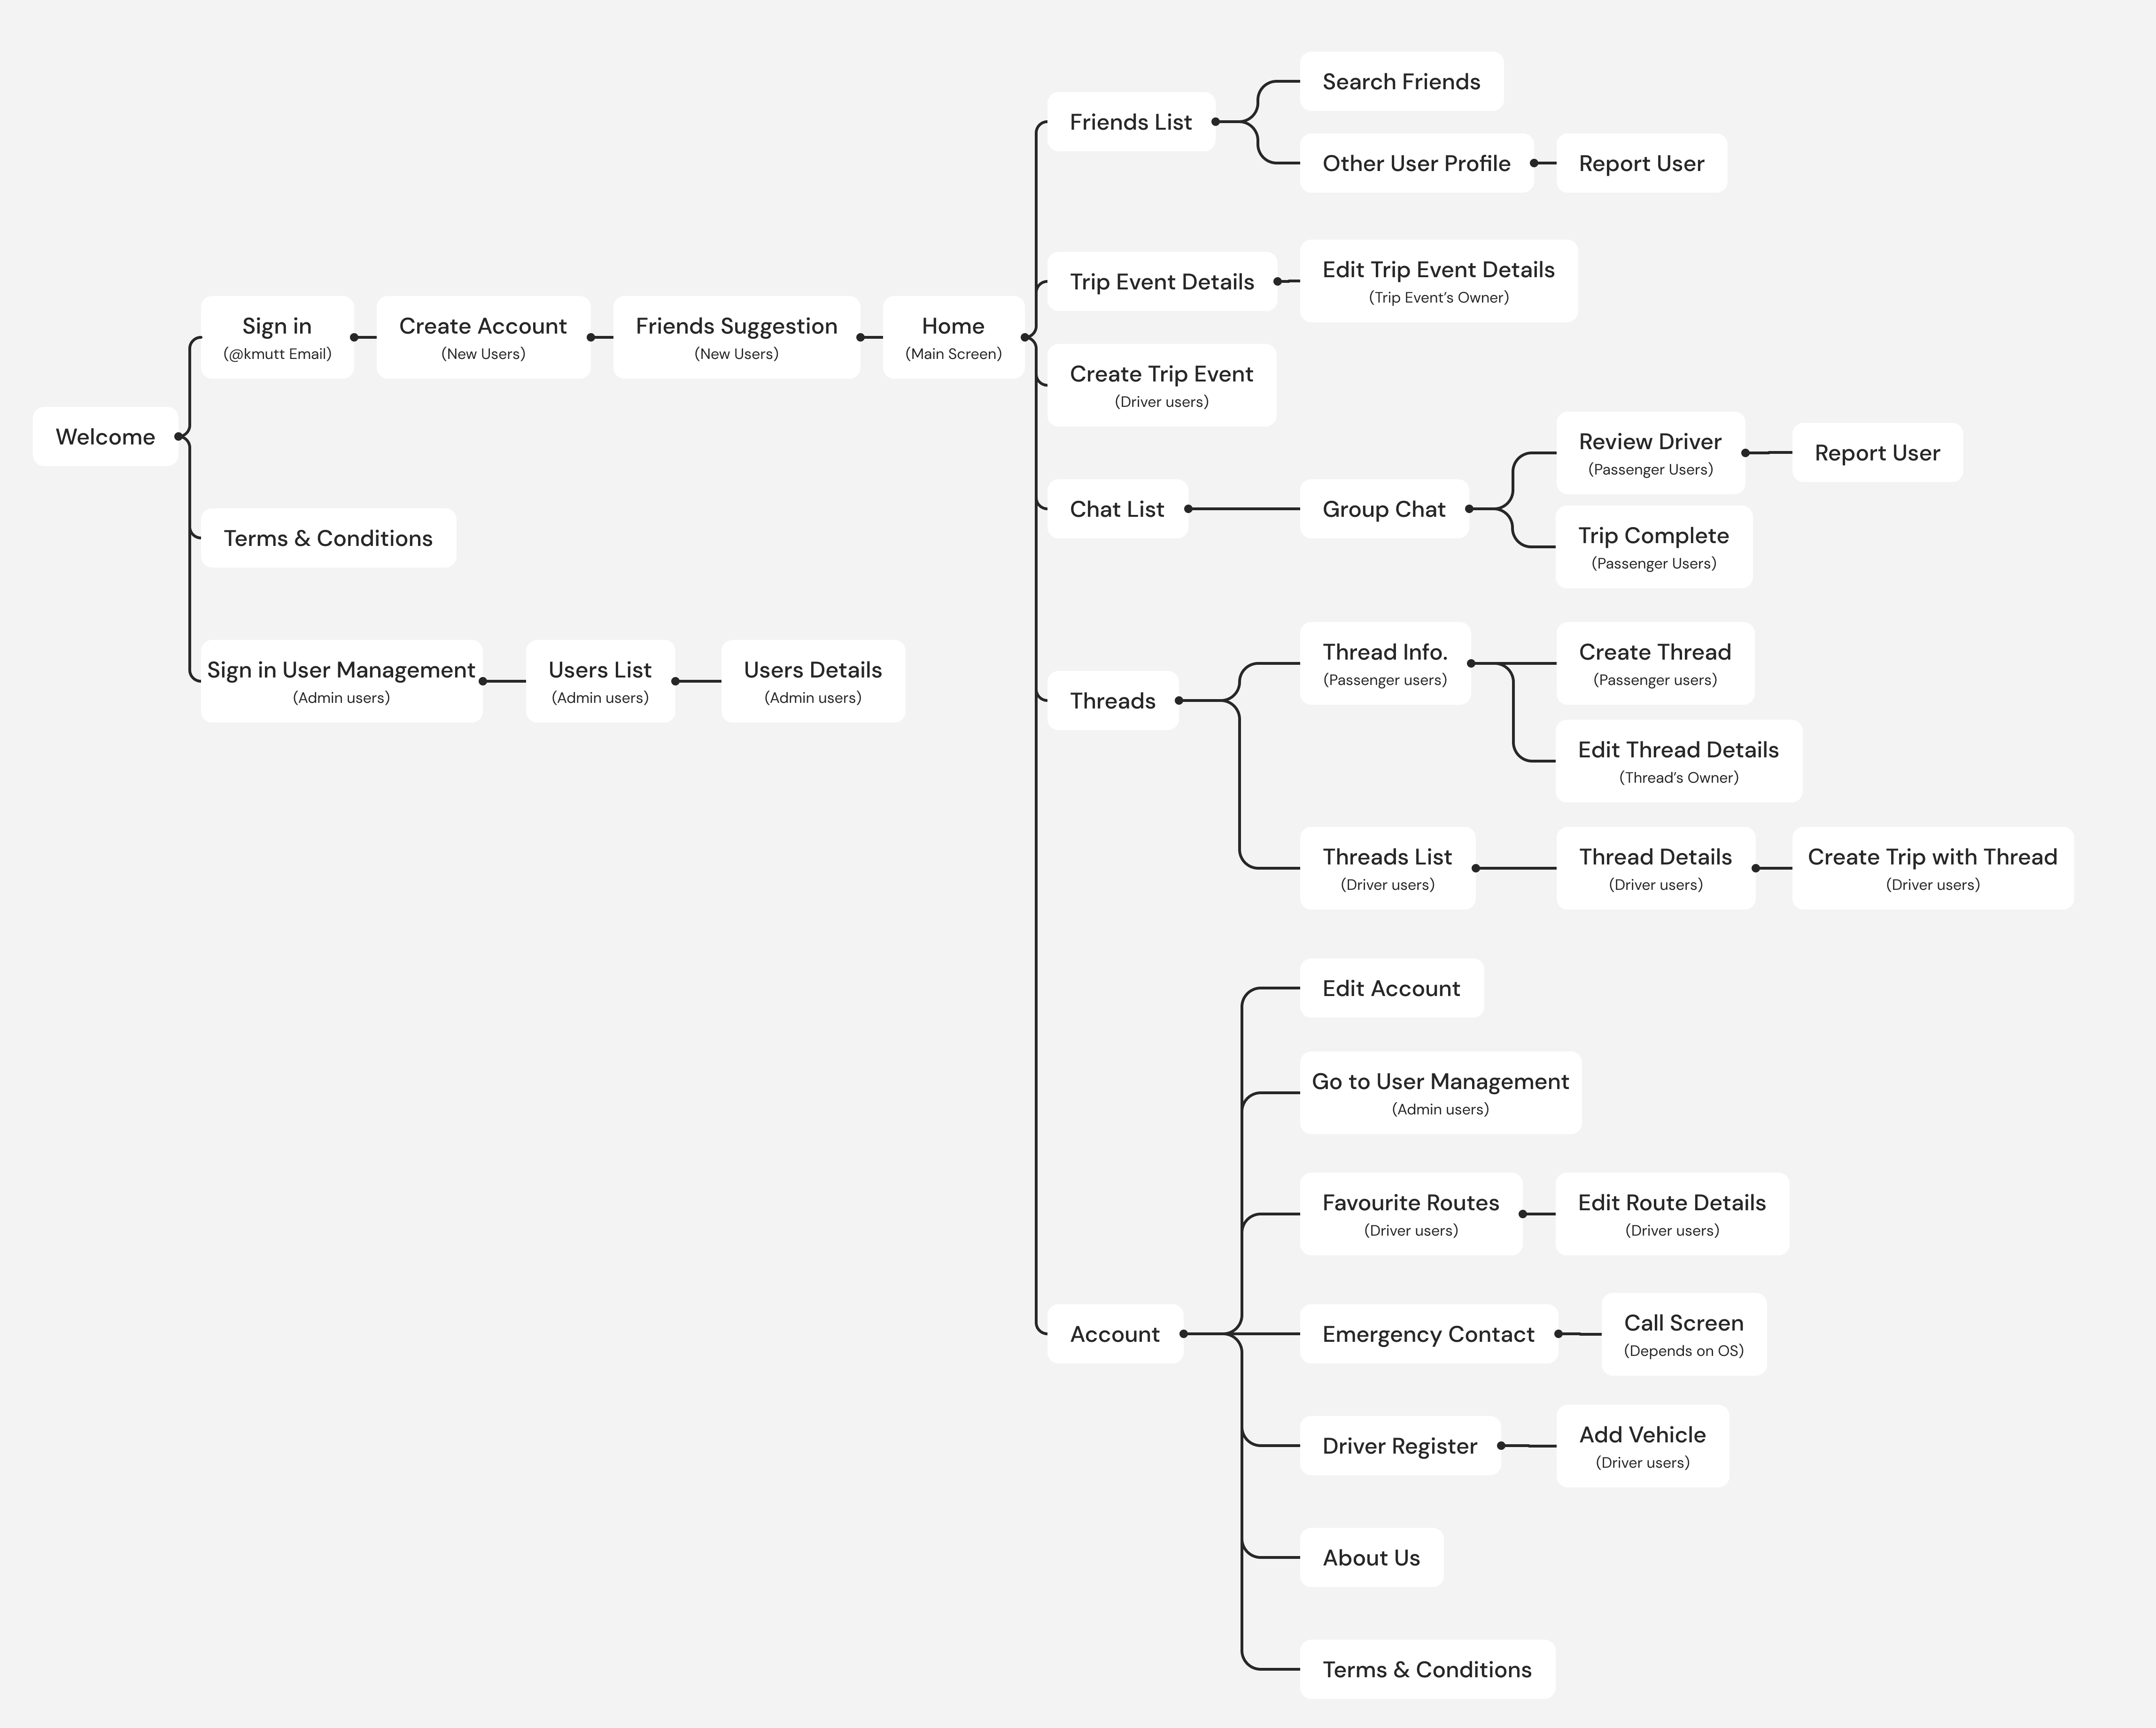 Welcome
Sign in
(@kmutt Email)
Create Account
(New Users)
Friends Suggestion
(New Users)
Home
(Main Screen)
Terms & Conditions
Sign in User Management
(Admin users)
Users List
(Admin users)
Users Details
(Admin users)
Friends List
Search Friends
Other User Profile
Report User
Trip Event Details
Edit Trip Event Details
(Trip Event’s Owner)
Create Trip Event
(Driver users)
Chat List
Group Chat
Review Driver
(Passenger Users)
Report User
Trip Complete
(Passenger Users)
Threads
Thread Info.
(Passenger users)
Create Thread
(Passenger users)
Edit Thread Details
(Thread’s Owner)
Threads List
(Driver users)
Thread Details
(Driver users)
Create Trip with Thread
(Driver users)
Account
Edit Account
Go to User Management
(Admin users)
Favourite Routes
(Driver users)
Edit Route Details
(Driver users)
Emergency Contact
Call Screen
(Depends on OS)
Driver Register
Add Vehicle
(Driver users)
About Us
Terms & Conditions